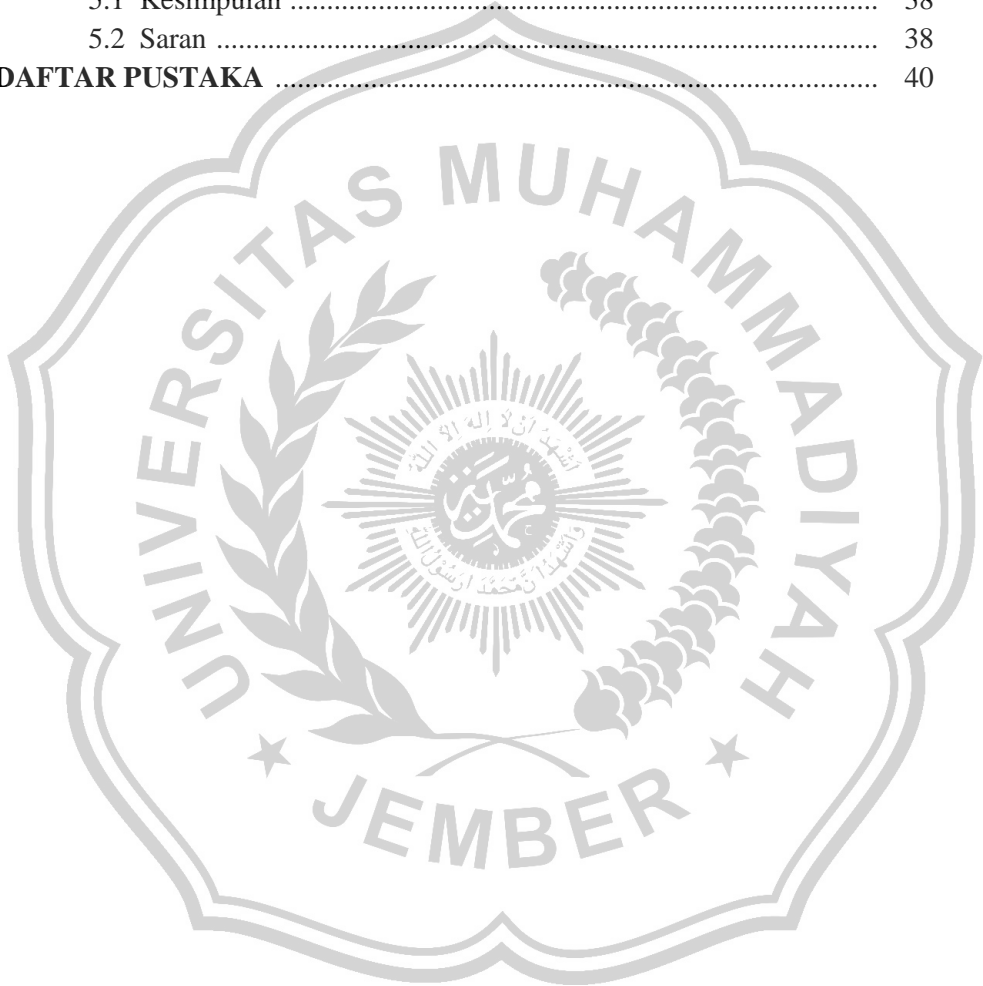 5.1 Kesimpulan ........................................................................ 38
5.2 Saran ........................................................................ 38
DAFTAR PUSTAKA ........................................................................ 40
UNIVERSITAS MUHAMMADIYAH
JEMBER